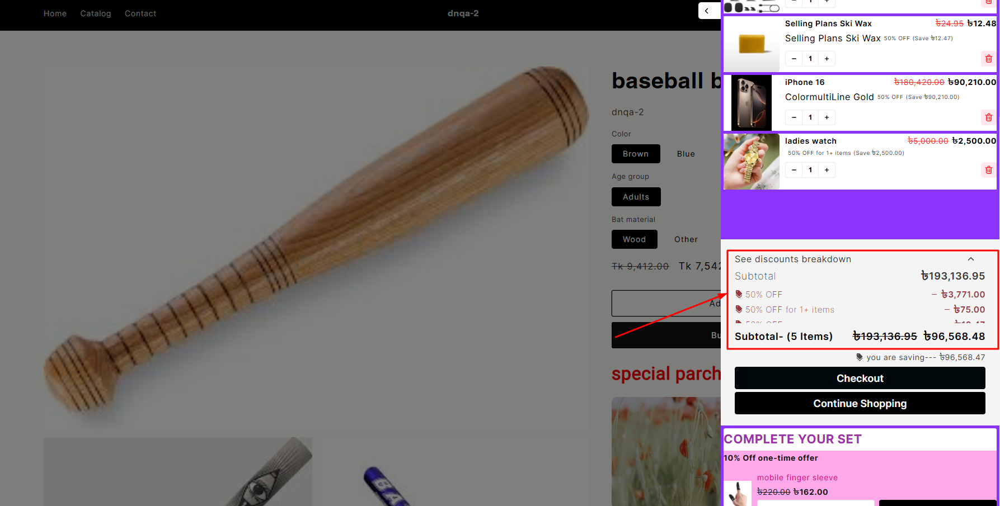 Home Catalog Contact
dnqa-2
baseball b
dnqa-2
Color
Brown Blue
Age group
Adults
Bat material
Wood Other
Tk 9,412.00 Tk 7,542
Ad
Bu
special parch
1 +
Selling Plans Ski Wax ৳24.95 ৳12.48
Selling Plans Ski Wax 50% OFF (Save ৳12.47)
− 1 +
iPhone 16 ৳180,420.00 ৳90,210.00
ColormultiLine Gold 50% OFF (Save ৳90,210.00)
− 1 +
ladies watch ৳5,000.00 ৳2,500.00
50% OFF for 1+ items (Save ৳2,500.00)
− 1 +
See discounts breakdown
Subtotal ৳193,136.95
50% OFF − ৳3,771.00
50% OFF for 1+ items − ৳75.00
Subtotal- (5 Items) ৳193,136.95 ৳96,568.48
you are saving--- ৳96,568.47
Checkout
Continue Shopping
COMPLETE YOUR SET
10% Off one-time offer
mobile finger sleeve
৳220.00 ৳162.00